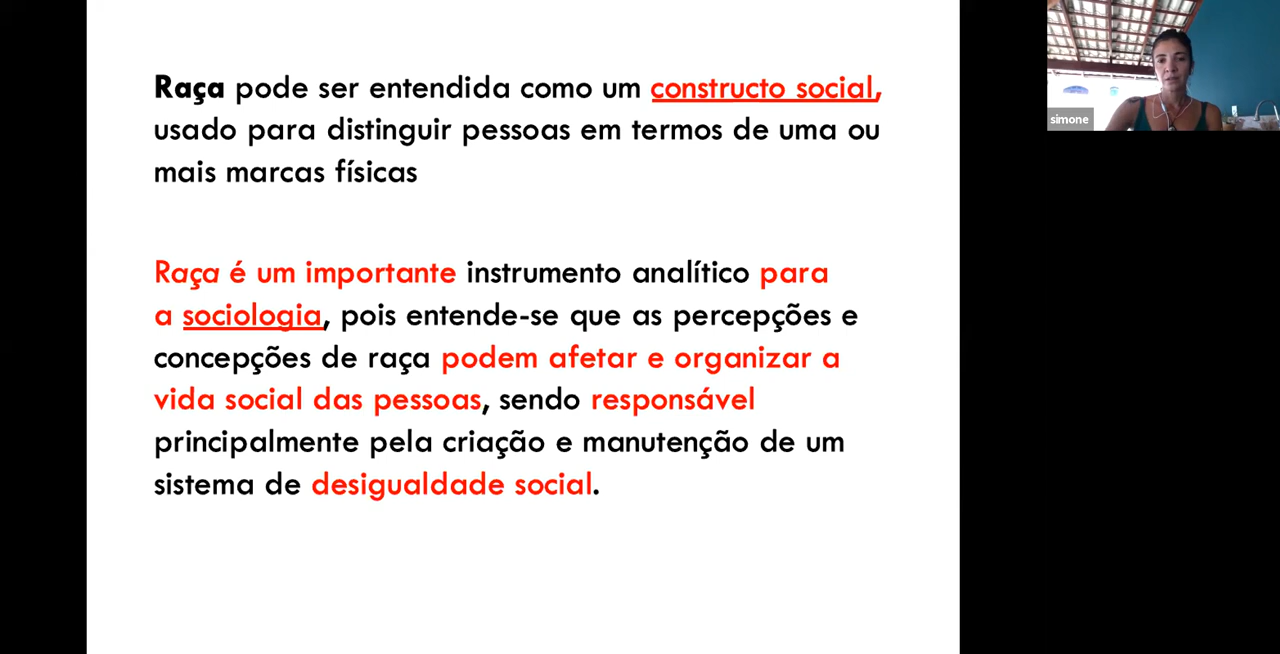 Raça pode ser entendida como um constructo social,
usado para distinguir pessoas em termos de uma ou
mais marcas físicas
Raça é um importante instrumento analítico para
a sociologia, pois entende-se que as percepções e
concepções de raça podem afetar e organizar a
vida social das pessoas, sendo responsável
principalmente pela criação e manutenção de um
sistema de desigualdade social.
simone